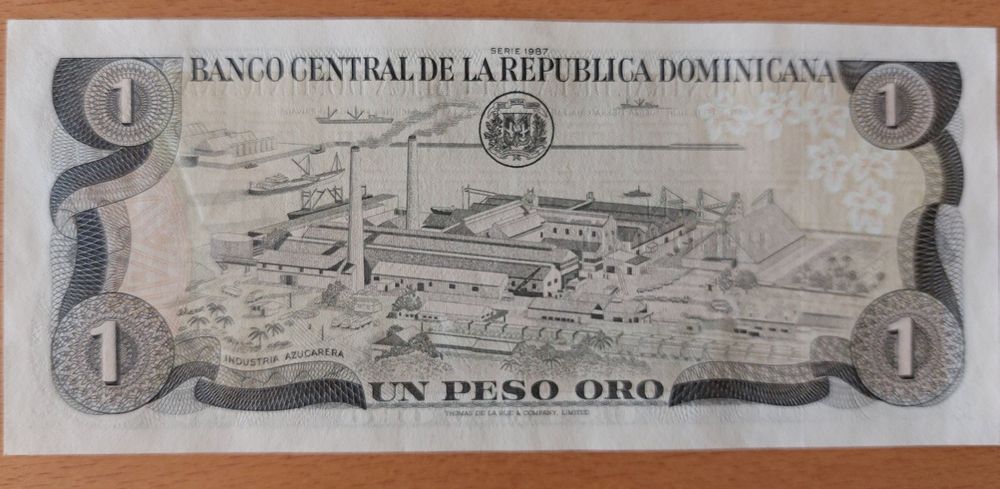 SERIE 1987
BANCO CENTRAL DE LA REPUBLICA DOMINICANA
1
1
1
1
INDUSTRIA AZUCARERA
UN PESO ORO
THOMAS DE LA RUE & COMPANY, LIMITED